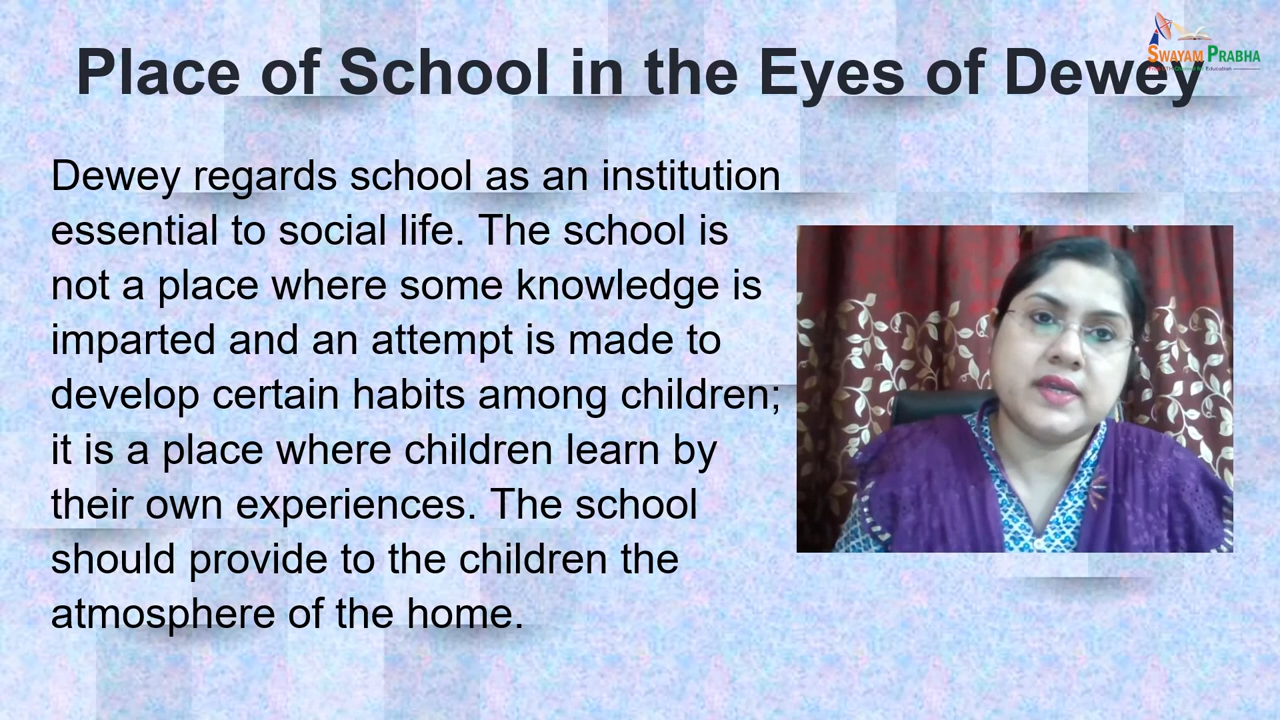 Place of School in the Eyes of Dewey
SWAYAM PRABHA
Dewey regards school as an institution
essential to social life. The school is
not a place where some knowledge is
imparted and an attempt is made to
develop certain habits among children;
it is a place where children learn by
their own experiences. The school
should provide to the children the
atmosphere of the home.